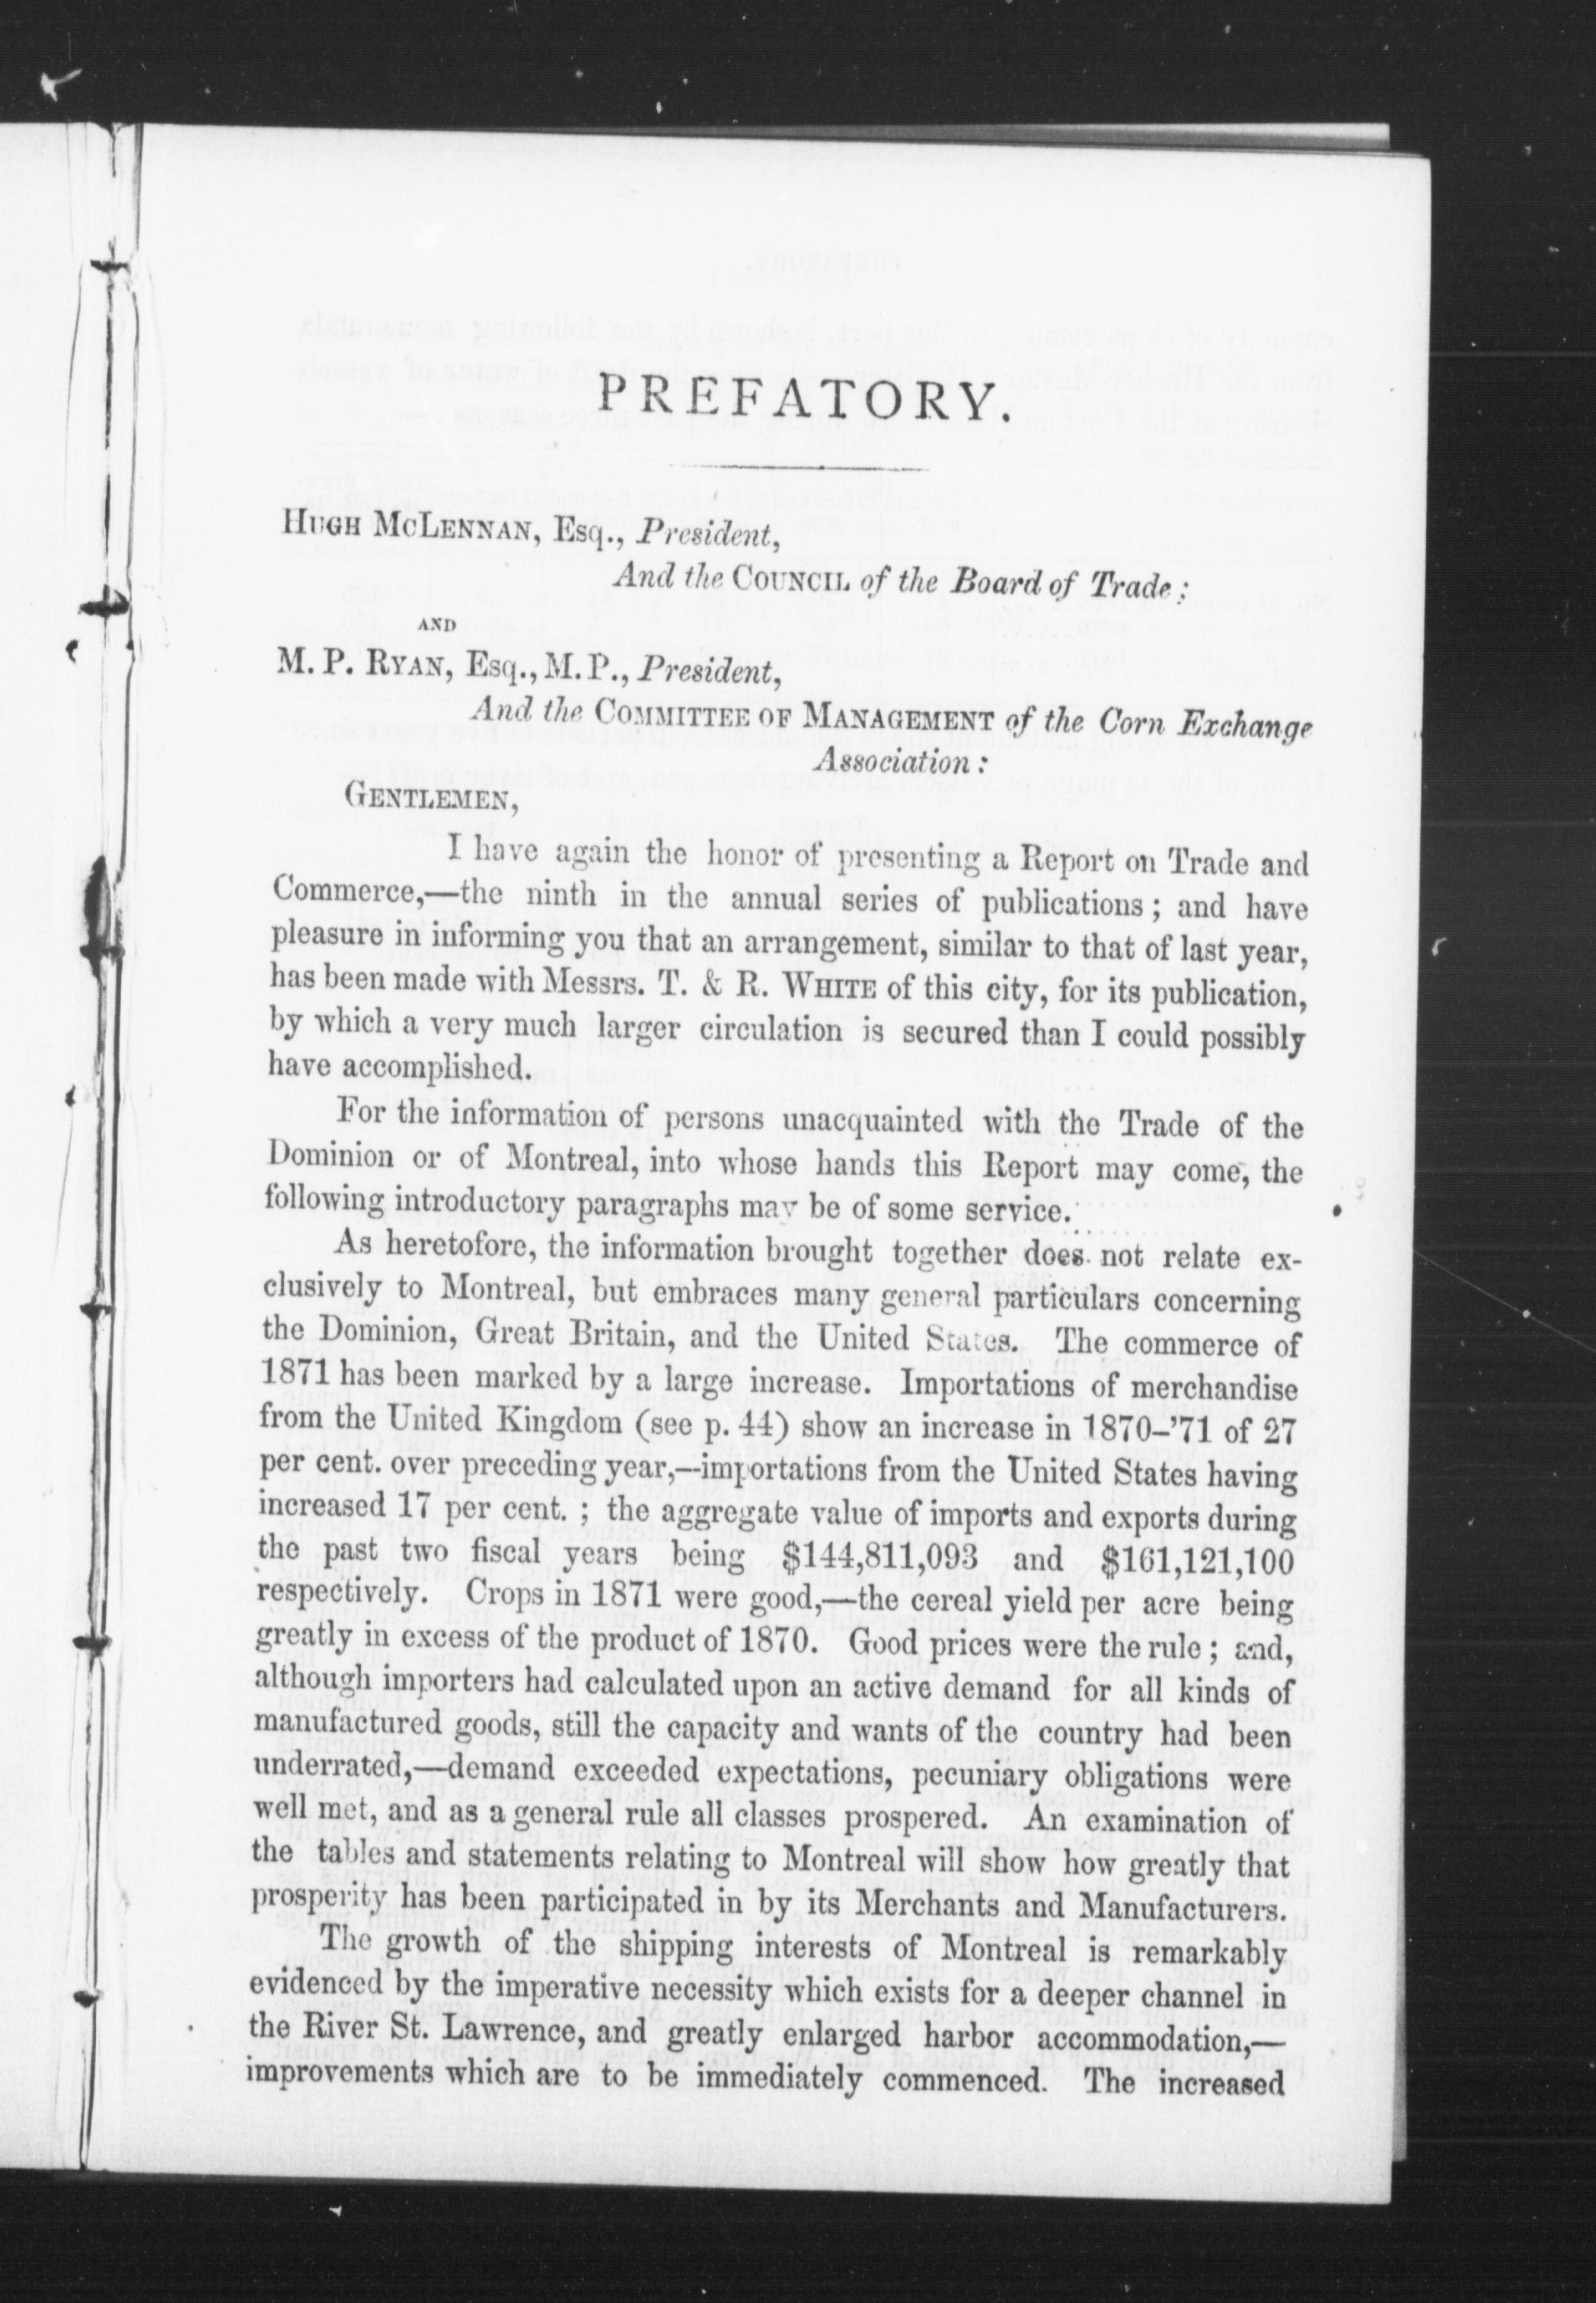 PREFATORY.
HUGH MCLENNAN, Esq., President,
And the COUNCIL of the Board of Trade:
AND
M. P. RYAN, Esq., M.P., President,
And the COMMITTEE OF MANAGEMENT of the Corn Exchange
Association:
GENTLEMEN,
I have again the honor of presenting a Report on Trade and
Commerce,—the ninth in the annual series of publications; and have
pleasure in informing you that an arrangement, similar to that of last year,
has been made with Messrs. T. & R. WHITE of this city, for its publication,
by which a very much larger circulation is secured than I could possibly
have accomplished.
For the information of persons unacquainted with the Trade of the
Dominion or of Montreal, into whose hands this Report may come, the
following introductory paragraphs may be of some service.
As heretofore, the information brought together does not relate ex-
clusively to Montreal, but embraces many general particulars concerning
the Dominion, Great Britain, and the United States. The commerce of
1871 has been marked by a large increase. Importations of merchandise
from the United Kingdom (see p. 44) show an increase in 1870–'71 of 27
per cent. over preceding year,—importations from the United States having
increased 17 per cent. ; the aggregate value of imports and exports during
the past two fiscal years being $144,811,093 and $161,121,100
respectively. Crops in 1871 were good,—the cereal yield per acre being
greatly in excess of the product of 1870. Good prices were the rule; and,
although importers had calculated upon an active demand for all kinds of
manufactured goods, still the capacity and wants of the country had been
underrated,—demand exceeded expectations, pecuniary obligations were
well met, and as a general rule all classes prospered. An examination of
the tables and statements relating to Montreal will show how greatly that
prosperity has been participated in by its Merchants and Manufacturers.
The growth of the shipping interests of Montreal is remarkably
evidenced by the imperative necessity which exists for a deeper channel in
the River St. Lawrence, and greatly enlarged harbor accommodation,—
improvements which are to be immediately commenced. The increased